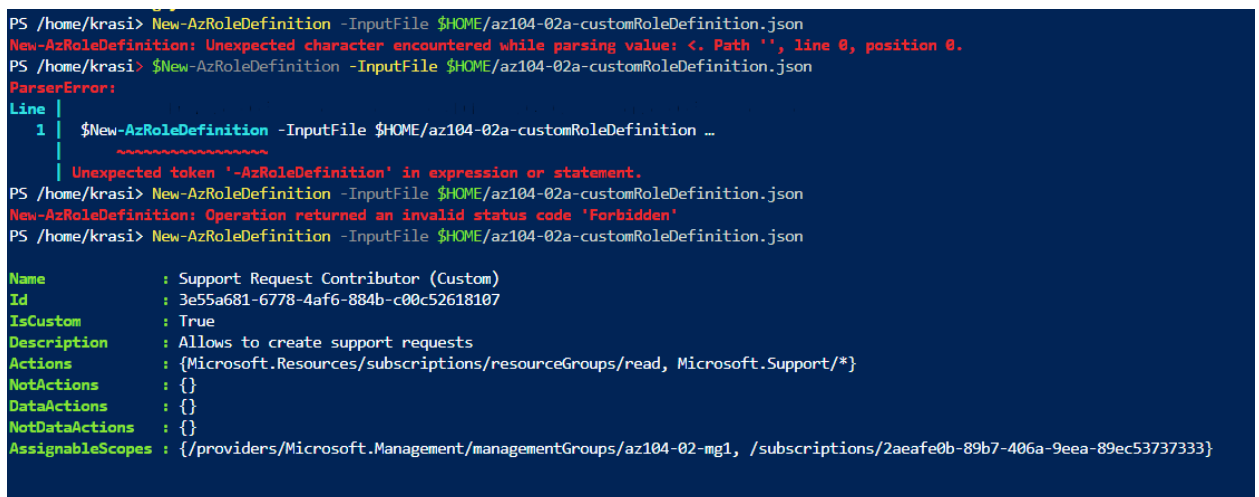 PS /home/krasi> New-AzRoleDefinition -InputFile $HOME/az104-02a-customRoleDefinition.json
New-AzRoleDefinition: Unexpected character encountered while parsing value: <. Path '', line 0, position 0.
PS /home/krasi> $New-AzRoleDefinition -InputFile $HOME/az104-02a-customRoleDefinition.json
ParserError:
Line |
1 | $New-AzRoleDefinition -InputFile $HOME/az104-02a-customRoleDefinition …
| ~~~~~~~~~~~~~~~~~
| Unexpected token '-AzRoleDefinition' in expression or statement.
PS /home/krasi> New-AzRoleDefinition -InputFile $HOME/az104-02a-customRoleDefinition.json
New-AzRoleDefinition: Operation returned an invalid status code 'Forbidden'
PS /home/krasi> New-AzRoleDefinition -InputFile $HOME/az104-02a-customRoleDefinition.json
Name : Support Request Contributor (Custom)
Id : 3e55a681-6778-4af6-884b-c00c52618107
IsCustom : True
Description : Allows to create support requests
Actions : {Microsoft.Resources/subscriptions/resourceGroups/read, Microsoft.Support/*}
NotActions : {}
DataActions : {}
NotDataActions : {}
AssignableScopes : {/providers/Microsoft.Management/managementGroups/az104-02-mg1, /subscriptions/2aeafe0b-89b7-406a-9eea-89ec53737333}